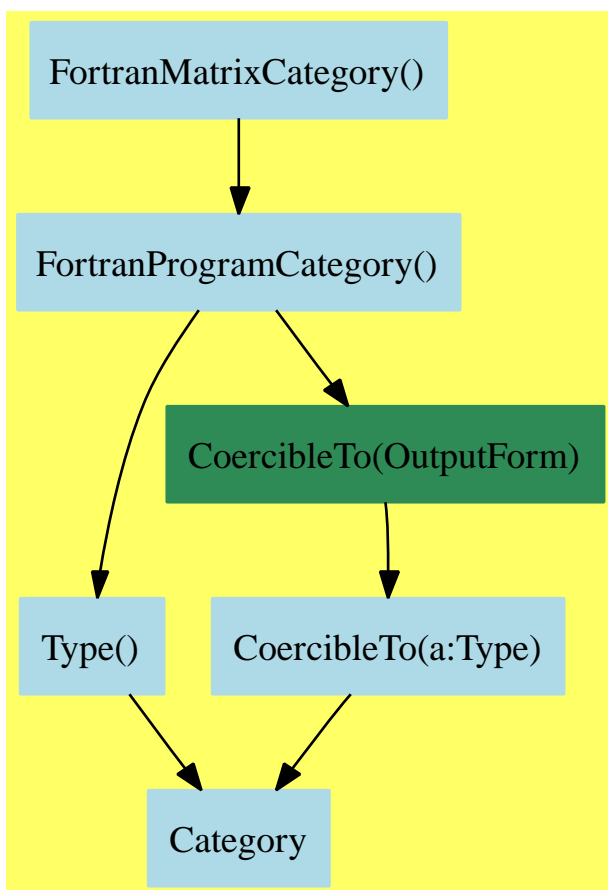 FortranMatrixCategory()
FortranProgramCategory()
CoercibleTo(OutputForm)
Type()
CoercibleTo(a:Type)
Category